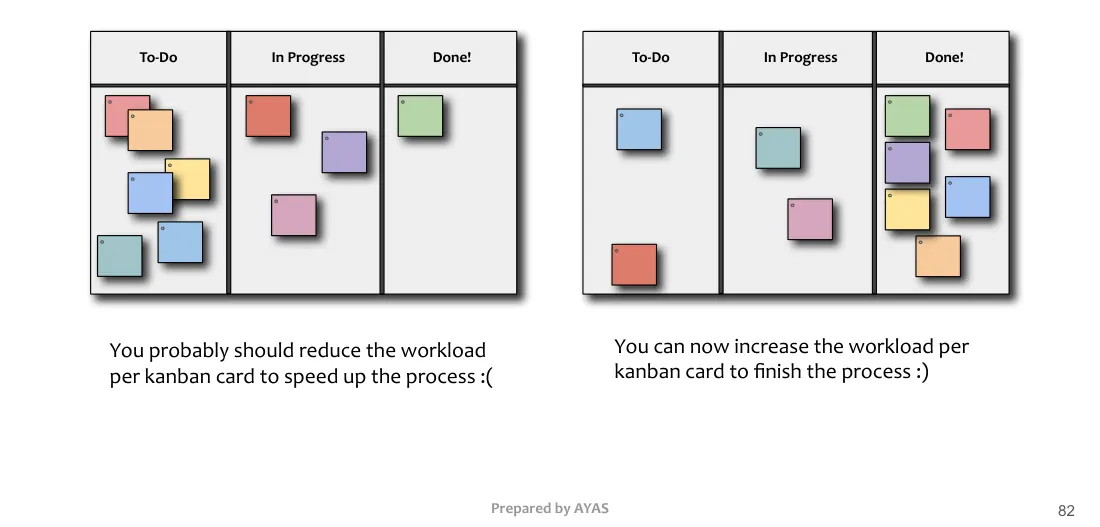 To-Do
In Progress
Done!
To-Do
In Progress
Done!
You probably should reduce the workload
per kanban card to speed up the process :(
You can now increase the workload per
kanban card to finish the process :)
Prepared by AYAS
82